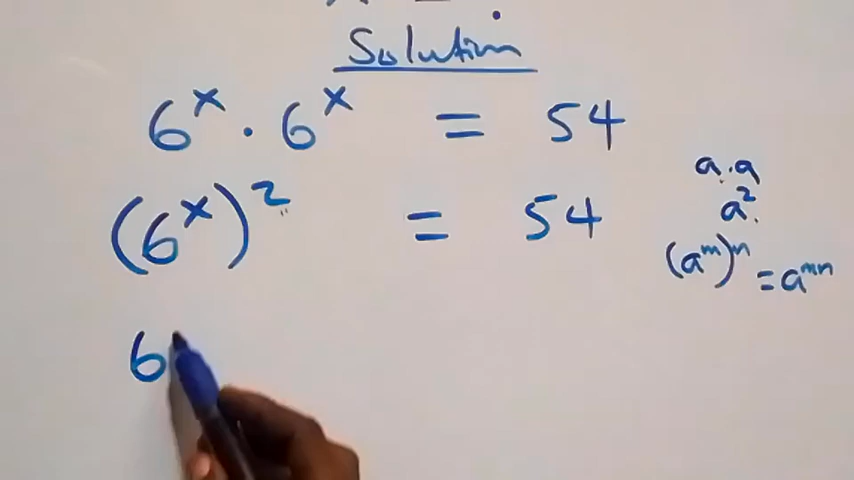 Solution
6^x · 6^x = 54
a.a
(6^x)^2 = 54
a^2.
(a^m)^n = a^mn
6